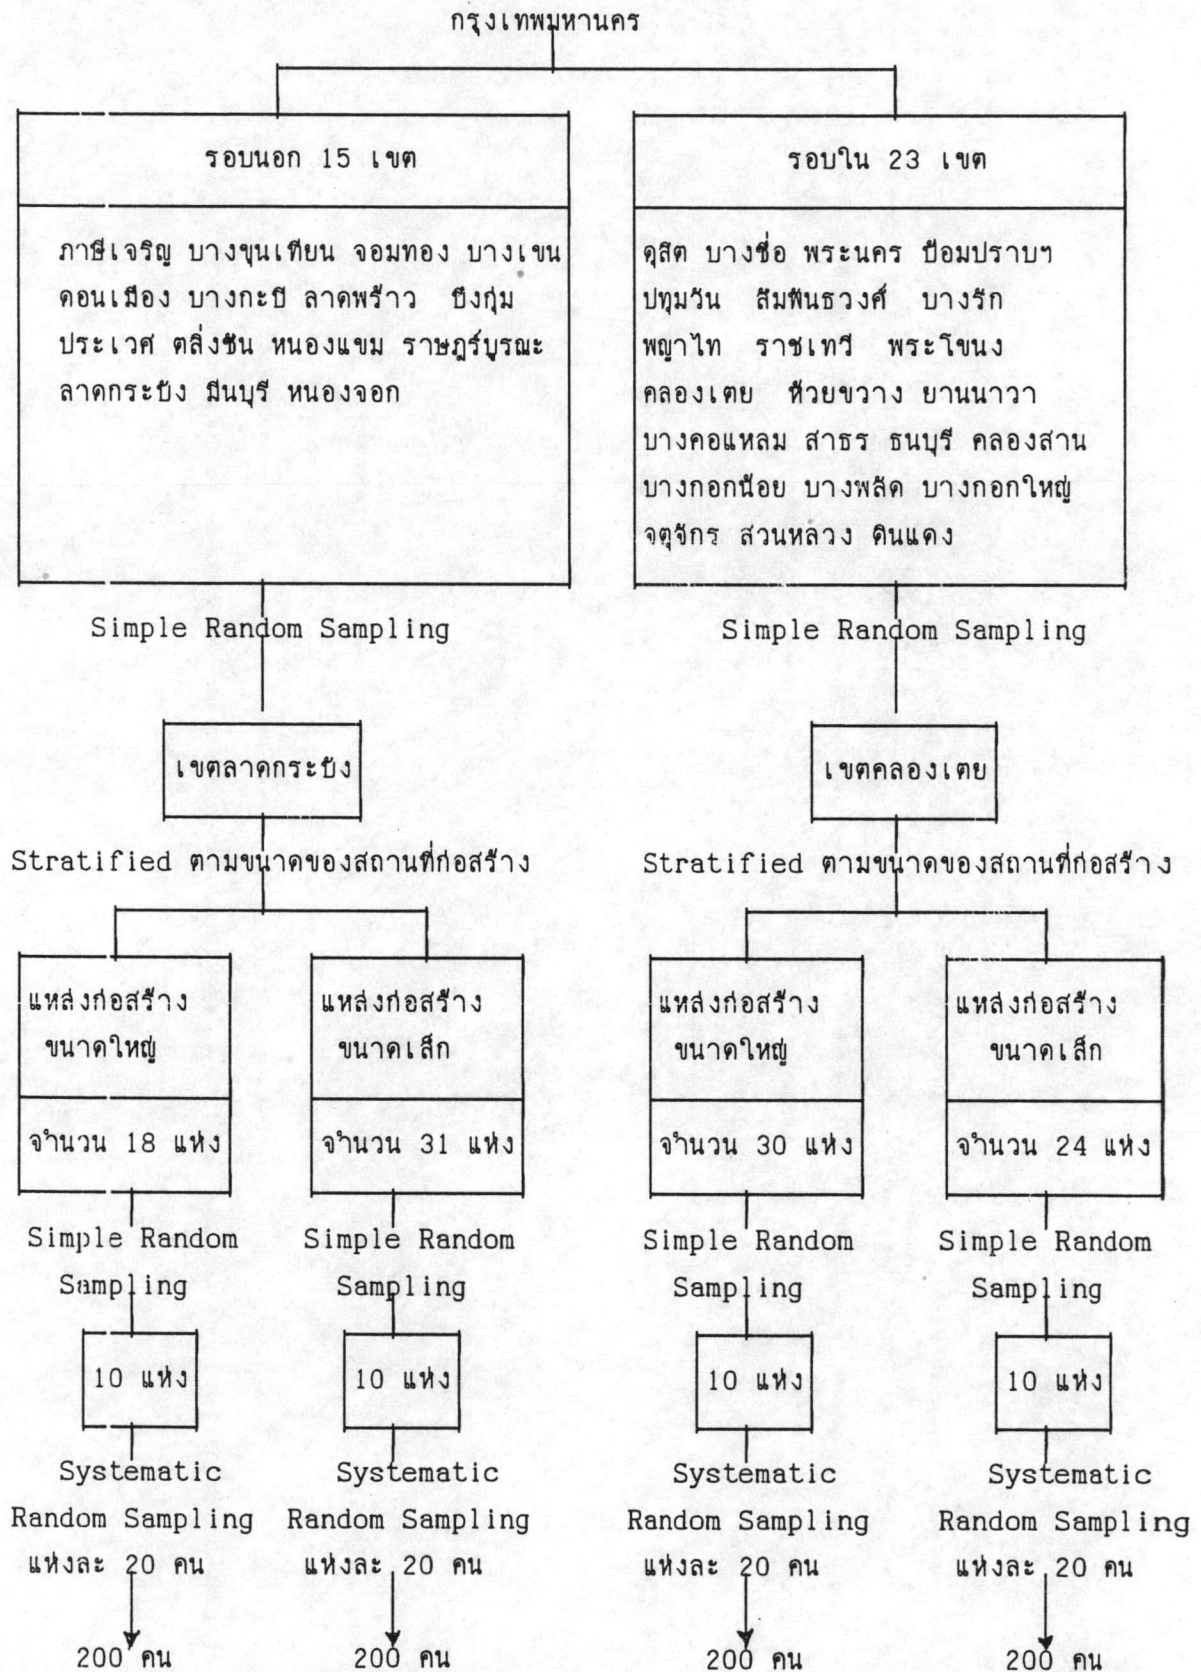 กรุงเทพมหานคร
รอบนอก 15 เขต
ภาษีเจริญ บางขุนเทียน จอมทอง บางเขน
ดอนเมือง บางกะปิ ลาดพร้าว บึงกุ่ม
ประเวศ ตลิ่งชัน หนองแขม ราษฎร์บูรณะ
ลาดกระบัง มีนบุรี หนองจอก
รอบใน 23 เขต
ดุสิต บางซื่อ พระนคร ป้อมปราบฯ
ปทุมวัน สัมพันธวงศ์ บางรัก
พญาไท ราชเทวี พระโขนง
คลองเตย ห้วยขวาง ยานนาวา
บางคอแหลม สาธร ธนบุรี คลองสาน
บางกอกน้อย บางพลัด บางกอกใหญ่
จตุจักร สวนหลวง ดินแดง
Simple Random Sampling
Simple Random Sampling
เขตลาดกระบัง
เขตคลองเตย
Stratified ตามขนาดของสถานที่ก่อสร้าง
Stratified ตามขนาดของสถานที่ก่อสร้าง
แหล่งก่อสร้าง
ขนาดใหญ่
จำนวน 18 แห่ง
แหล่งก่อสร้าง
ขนาดเล็ก
จำนวน 31 แห่ง
แหล่งก่อสร้าง
ขนาดใหญ่
จำนวน 30 แห่ง
แหล่งก่อสร้าง
ขนาดเล็ก
จำนวน 24 แห่ง
Simple Random
Sampling
Simple Random
Sampling
Simple Random
Sampling
Simple Random
Sampling
10 แห่ง
10 แห่ง
10 แห่ง
10 แห่ง
Systematic
Random Sampling
แห่งละ 20 คน
Systematic
Random Sampling
แห่งละ 20 คน
Systematic
Random Sampling
แห่งละ 20 คน
Systematic
Random Sampling
แห่งละ 20 คน
200 คน
200 คน
200 คน
200 คน